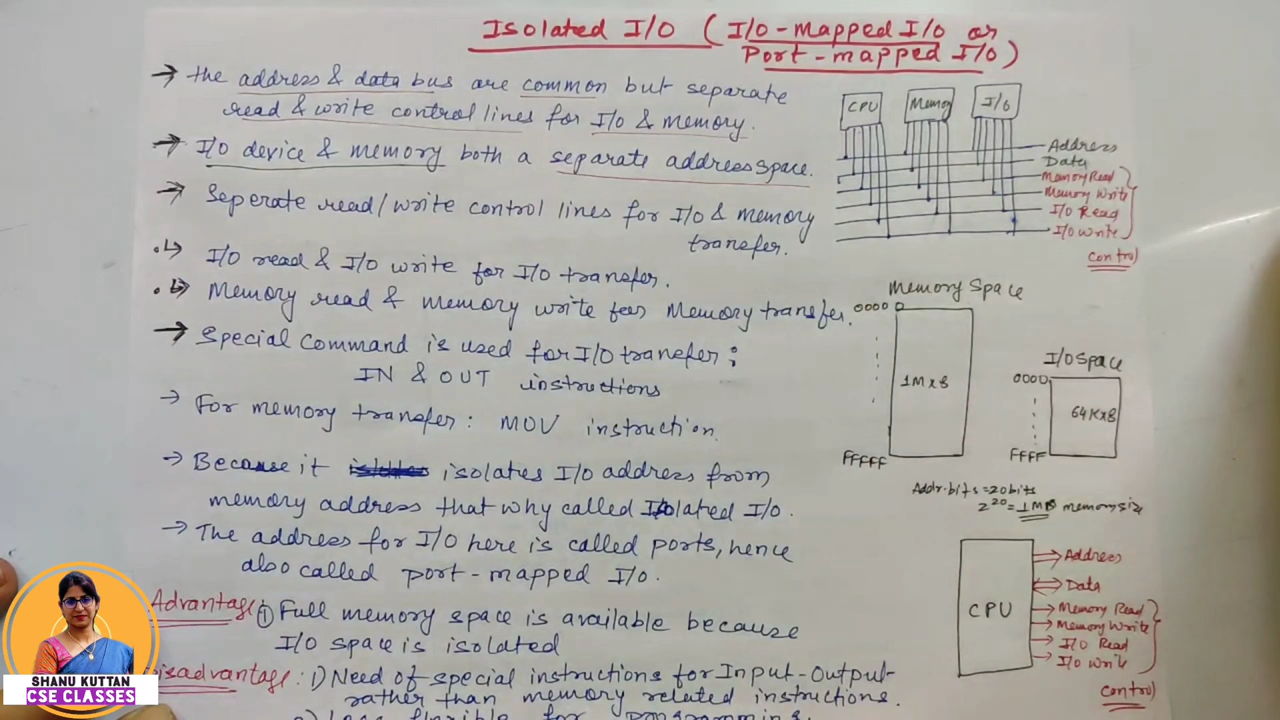 Isolated I/O ( I/O-Mapped I/O or
Port-mapped I/O )
→ the address & data bus are common but separate
read & write control lines for I/O & memory.
→ I/O device & memory both a separate address space.
→ Seperate read/write control lines for I/O & memory
transfer.
I/O read & I/O write for I/O transfer.
Memory read & memory write for Memory transfer.
→ Special Command is used for I/O transfer;
IN & OUT instructions
→ For memory transfer: MOV instruction
→ Because it isolates I/O address from
memory address that why called Isolated I/O.
→ The address for I/O here is called ports, hence
also called port-mapped I/O.
Advantage: ① Full memory space is available because
I/O space is isolated
isadvantage: 1) Need of special instructions for Input-Output
rather than memory related instructions.
flexible for programming.
CPU
Memory
I/O
Address
Data
Memory Read
Memory Write
I/O Read
I/O Write
Control
Memory Space
0000 0
1M x 8
FFFFF
I/O Space
0000
64K x 8
FFFF
Addr. bits = 20 bits
2^20 = 1MB memory size
CPU
Address
Data
Memory Read
Memory Write
I/O Read
I/O Write
Control
SHANU KUTTAN
CSE CLASSES